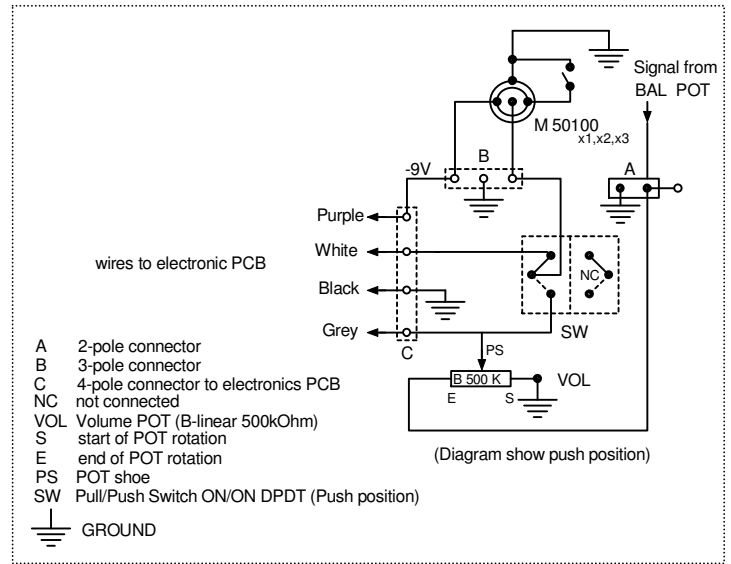 Signal from
BAL POT
M 50100
x1,x2,x3
B
A
-9V
Purple
White
wires to electronic PCB
NC
Black
Grey
SW
C
PS
B 500 K
VOL
E
S
(Diagram show push position)
A 2-pole connector
B 3-pole connector
C 4-pole connector to electronics PCB
NC not connected
VOL Volume POT (B-linear 500kOhm)
S start of POT rotation
E end of POT rotation
PS POT shoe
SW Pull/Push Switch ON/ON DPDT (Push position)
GROUND